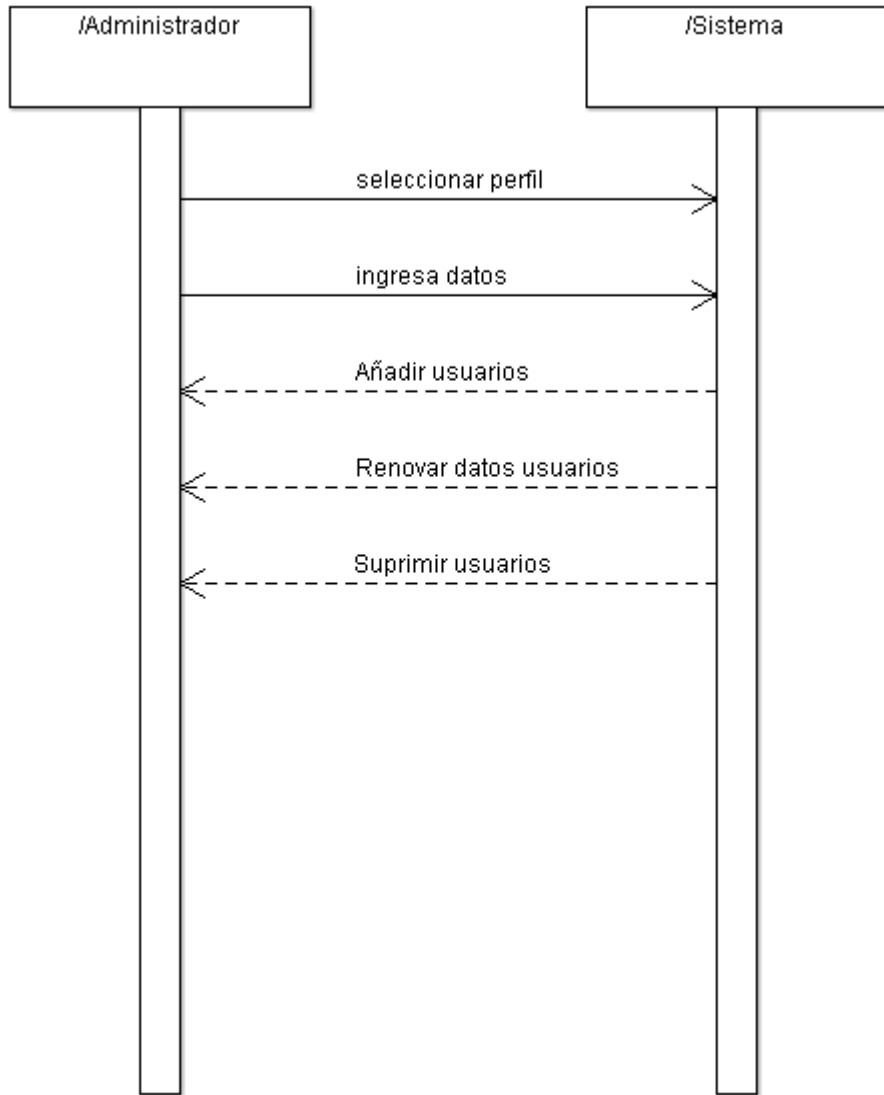 /Administrador
/Sistema
seleccionar perfil
ingresa datos
Añadir usuarios
Renovar datos usuarios
Suprimir usuarios